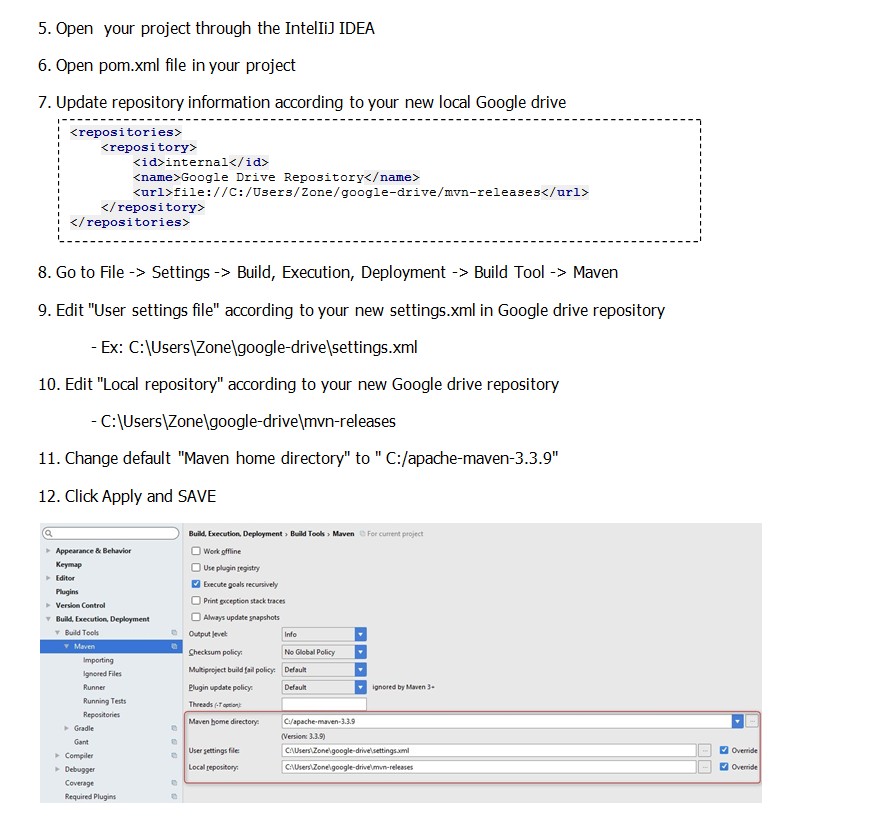 5. Open  your project through the IntelIiJ IDEA
6. Open pom.xml file in your project
7. Update repository information according to your new local Google drive
<repositories>
<repository>
<id>internal</id>
<name>Google Drive Repository</name>
<url>file://C:/Users/Zone/google-drive/mvn-releases</url>
</repository>
</repositories>
8. Go to File -> Settings -> Build, Execution, Deployment -> Build Tool -> Maven
9. Edit "User settings file" according to your new settings.xml in Google drive repository
- Ex: C:\Users\Zone\google-drive\settings.xml
10. Edit "Local repository" according to your new Google drive repository
- C:\Users\Zone\google-drive\mvn-releases
11. Change default "Maven home directory" to " C:/apache-maven-3.3.9"
12. Click Apply and SAVE
Appearance & Behavior
Keymap
Editor
Plugins
Version Control
Build, Execution, Deployment
Build Tools
Maven
Importing
Ignored Files
Runner
Running Tests
Repositories
Gradle
Gant
Compiler
Debugger
Coverage
Required Plugins
Build, Execution, Deployment › Build Tools › Maven For current project
Work offline
Use plugin registry
Execute goals recursively
Print exception stack traces
Always update snapshots
Output level: Info
Checksum policy: No Global Policy
Multiproject build fail policy: Default
Plugin update policy: Default ignored by Maven 3+
Threads (-T option):
Maven home directory: C:/apache-maven-3.3.9 ...
(Version: 3.3.9)
User settings file: C:\Users\Zone\google-drive\settings.xml ... Override
Local repository: C:\Users\Zone\google-drive\mvn-releases ... Override